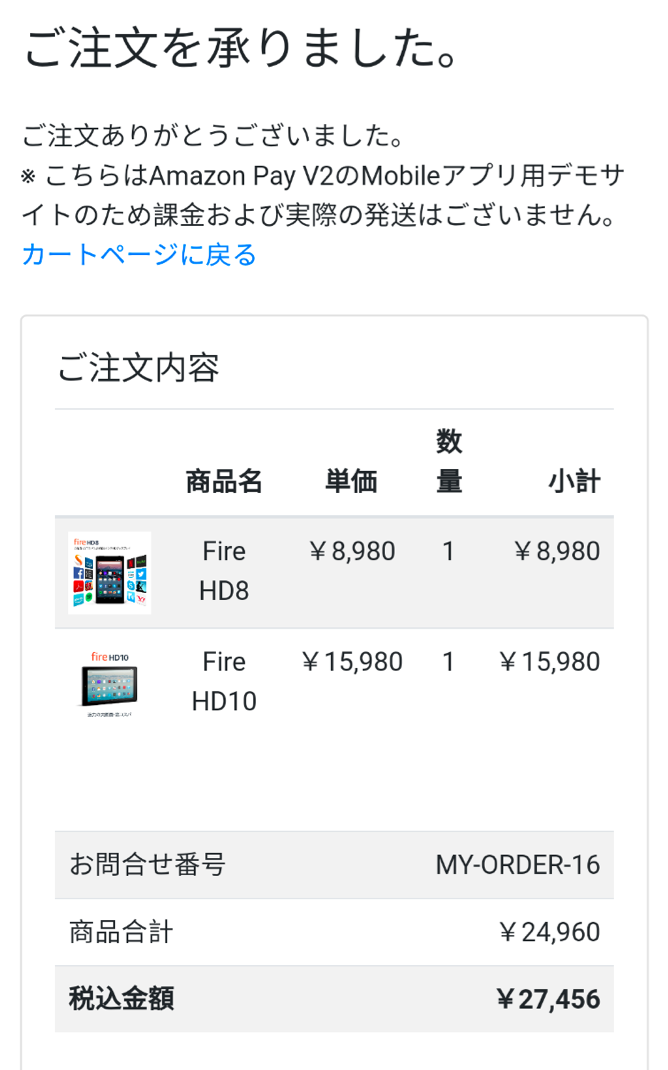 ご注文を承りました。
ご注文ありがとうございました。
※ こちらはAmazon Pay V2のMobileアプリ用デモサ
イトのため課金および実際の発送はございません。
カートページに戻る
ご注文内容
数
商品名 単価 量 小計
fire HD8
Fire ￥8,980 1 ￥8,980
HD8
fire HD10
Fire ￥15,980 1 ￥15,980
HD10
お問合せ番号 MY-ORDER-16
商品合計 ￥24,960
税込金額 ￥27,456